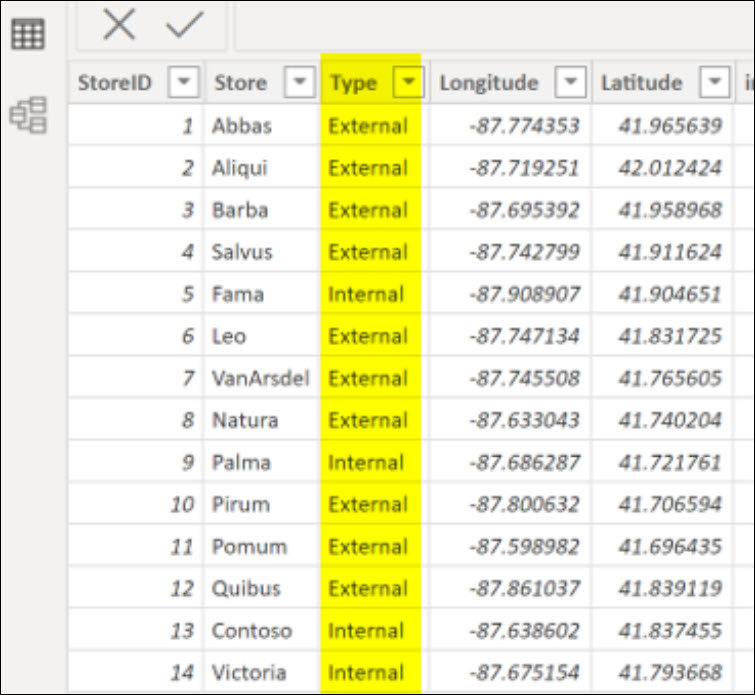 StoreID Store Type Longitude Latitude
1 Abbas External -87.774353 41.965639
2 Aliqui External -87.719251 42.012424
3 Barba External -87.695392 41.958968
4 Salvus External -87.742799 41.911624
5 Fama Internal -87.908907 41.904651
6 Leo External -87.747134 41.831725
7 VanArsdel External -87.745508 41.765605
8 Natura External -87.633043 41.740204
9 Palma Internal -87.686287 41.721761
10 Pirum External -87.800632 41.706594
11 Pomum External -87.598982 41.696435
12 Quibus External -87.861037 41.839119
13 Contoso Internal -87.638602 41.837455
14 Victoria Internal -87.675154 41.793668